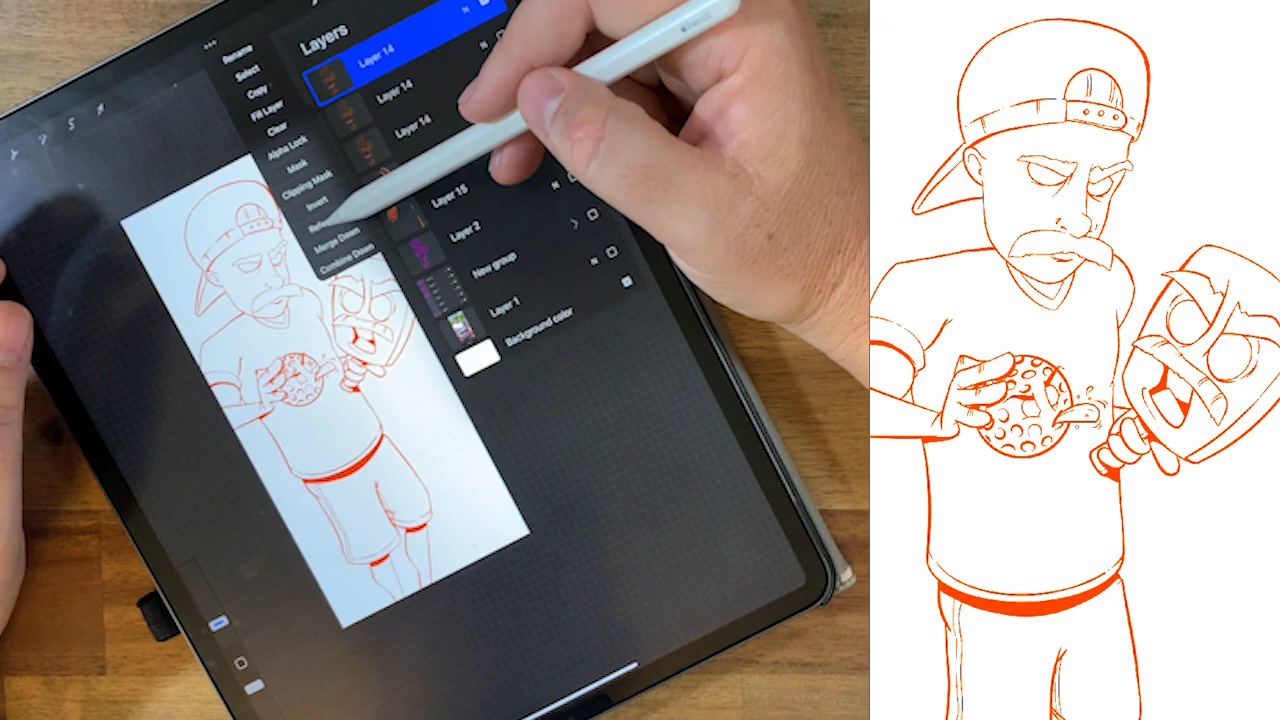 Rename
Select
Copy
Fill Layer
Clear
Alpha Lock
Mask
Clipping Mask
Invert
Merge Down
Combine Down
Layers
Layer 14
N
Layer 14
N
Layer 14
Layer 15
N
Layer 2
New group
Layer 1
N
Background color
Pencil